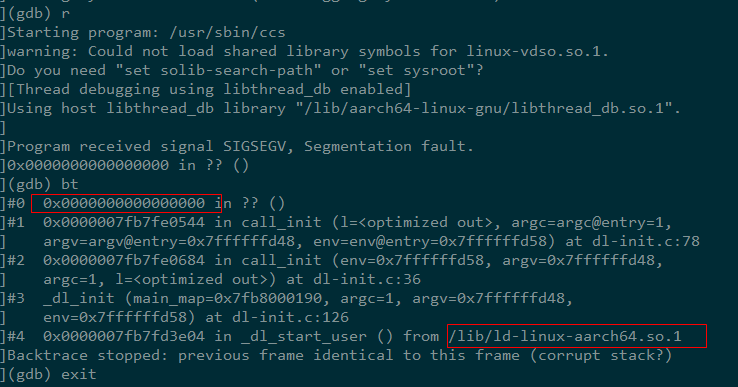 ](gdb) r
]Starting program: /usr/sbin/ccs
]warning: Could not load shared library symbols for linux-vdso.so.1.
]Do you need "set solib-search-path" or "set sysroot"?
][Thread debugging using libthread_db enabled]
]Using host libthread_db library "/lib/aarch64-linux-gnu/libthread_db.so.1".
]
]Program received signal SIGSEGV, Segmentation fault.
]0x0000000000000000 in ?? ()
](gdb) bt
]#0  0x0000000000000000 in ?? ()
]#1  0x0000007fb7fe0544 in call_init (l=<optimized out>, argc=argc@entry=1,
]    argv=argv@entry=0x7ffffffd48, env=env@entry=0x7ffffffd58) at dl-init.c:78
]#2  0x0000007fb7fe0684 in call_init (env=0x7ffffffd58, argv=0x7ffffffd48,
]    argc=1, l=<optimized out>) at dl-init.c:36
]#3  _dl_init (main_map=0x7fb8000190, argc=1, argv=0x7ffffffd48,
]    env=0x7ffffffd58) at dl-init.c:126
]#4  0x0000007fb7fd3e04 in _dl_start_user () from /lib/ld-linux-aarch64.so.1
]Backtrace stopped: previous frame identical to this frame (corrupt stack?)
](gdb) exit